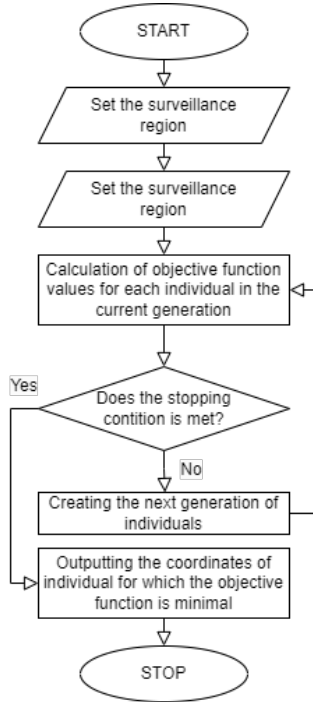 START
Set the surveillance
region
Set the surveillance
region
Calculation of objective function
values for each individual in the
current generation
Yes
Does the stopping
contition is met?
No
Creating the next generation of
individuals
Outputting the coordinates of
individual for which the objective
function is minimal
STOP